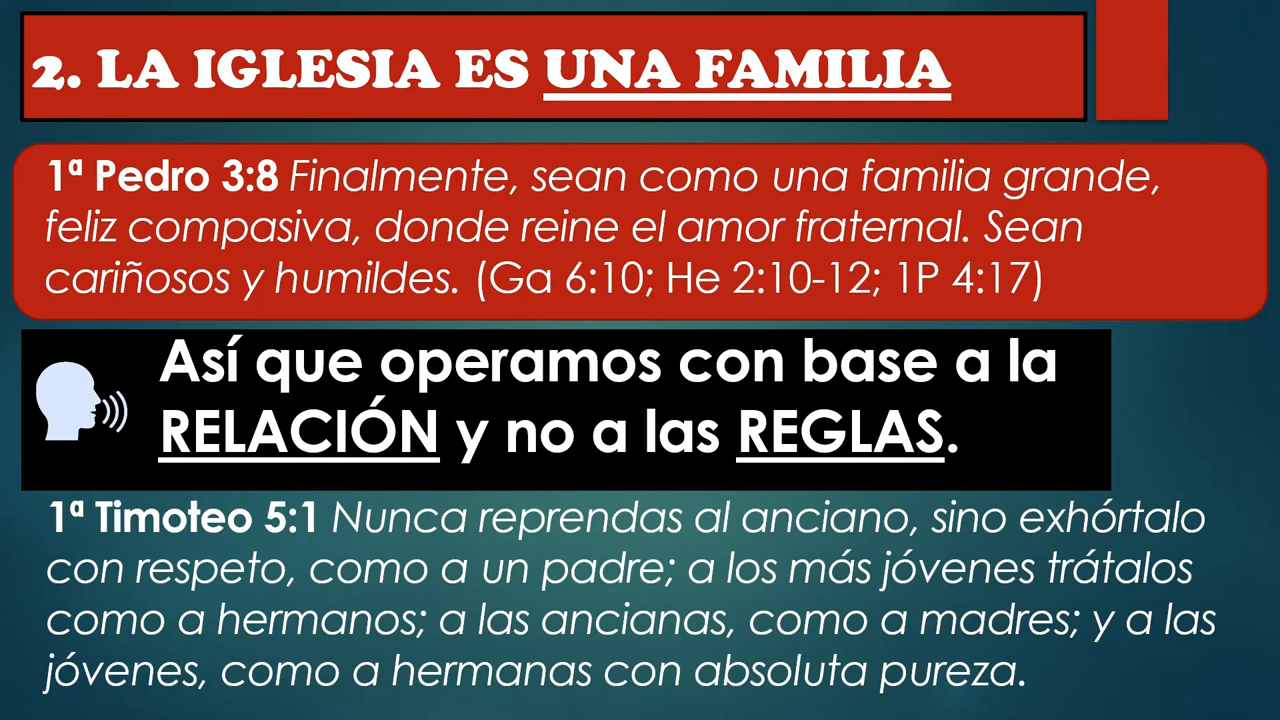 2. LA IGLESIA ES UNA FAMILIA
1ª Pedro 3:8 Finalmente, sean como una familia grande,
feliz compasiva, donde reine el amor fraternal. Sean
cariñosos y humildes. (Ga 6:10; He 2:10-12; 1P 4:17)
Así que operamos con base a la
RELACIÓN y no a las REGLAS.
1ª Timoteo 5:1 Nunca reprendas al anciano, sino exhórtalo
con respeto, como a un padre; a los más jóvenes trátalos
como a hermanos; a las ancianas, como a madres; y a las
jóvenes, como a hermanas con absoluta pureza.